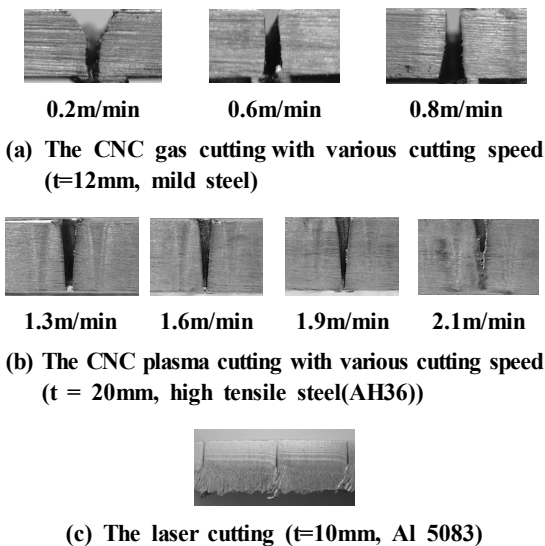 0.2m/min 0.6m/min 0.8m/min
(a) The CNC gas cutting with various cutting speed
(t=12mm, mild steel)
1.3m/min 1.6m/min 1.9m/min 2.1m/min
(b) The CNC plasma cutting with various cutting speed
(t = 20mm, high tensile steel(AH36))
(c) The laser cutting (t=10mm, Al 5083)